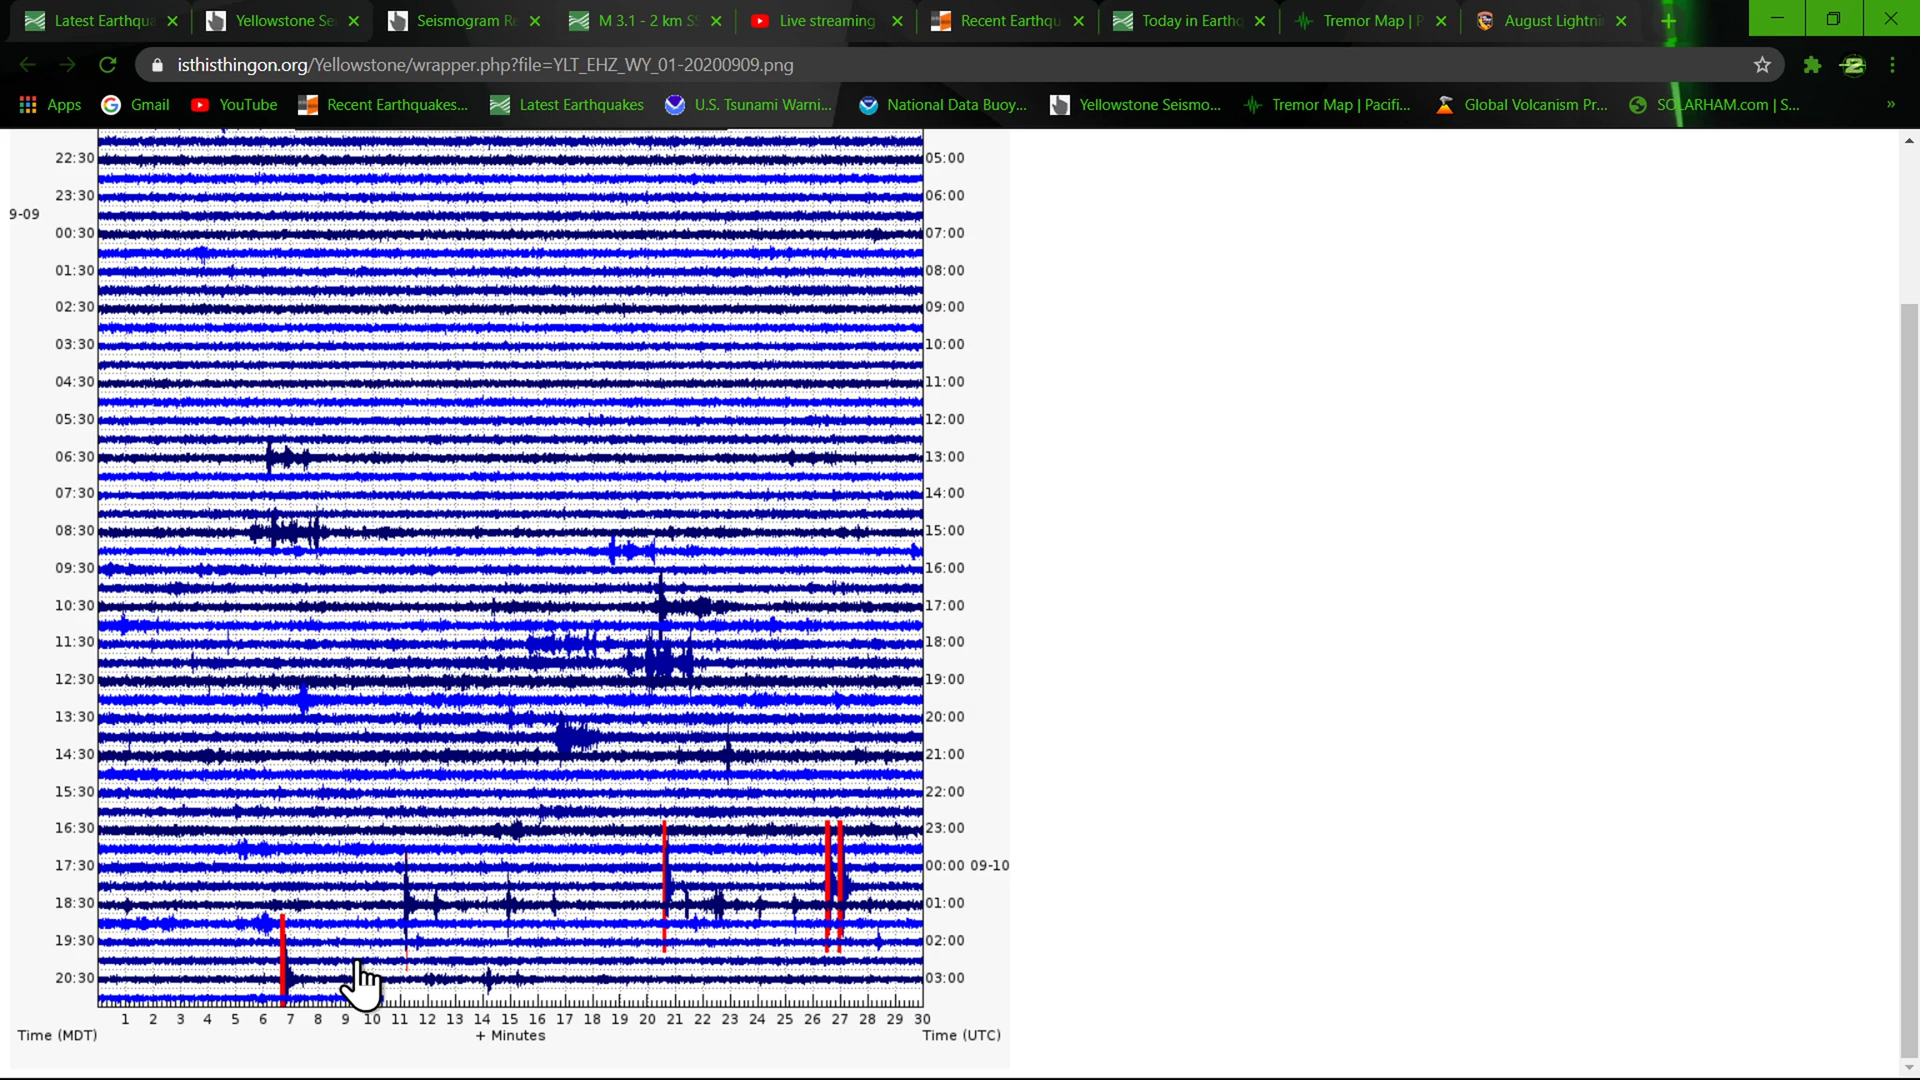 Latest Earthqua
Yellowstone Se
Seismogram Re
M 3.1 - 2 km SS
Live streaming
Recent Earthqu
Today in Earthq
Tremor Map | P
August Lightnin
isthisthingon.org/Yellowstone/wrapper.php?file=YLT_EHZ_WY_01-20200909.png
Apps
Gmail
YouTube
Recent Earthquakes...
Latest Earthquakes
U.S. Tsunami Warni...
National Data Buoy...
Yellowstone Seismo...
Tremor Map | Pacifi...
Global Volcanism Pr...
SOLARHAM.com | S...
»
22:30 05:00
23:30 06:00
9-09
00:30 07:00
01:30 08:00
02:30 09:00
03:30 10:00
04:30 11:00
05:30 12:00
06:30 13:00
07:30 14:00
08:30 15:00
09:30 16:00
10:30 17:00
11:30 18:00
12:30 19:00
13:30 20:00
14:30 21:00
15:30 22:00
16:30 23:00
17:30 00:00 09-10
18:30 01:00
19:30 02:00
20:30 03:00
1 2 3 4 5 6 7 8 9 10 11 12 13 14 15 16 17 18 19 20 21 22 23 24 25 26 27 28 29 30
Time (MDT) + Minutes Time (UTC)